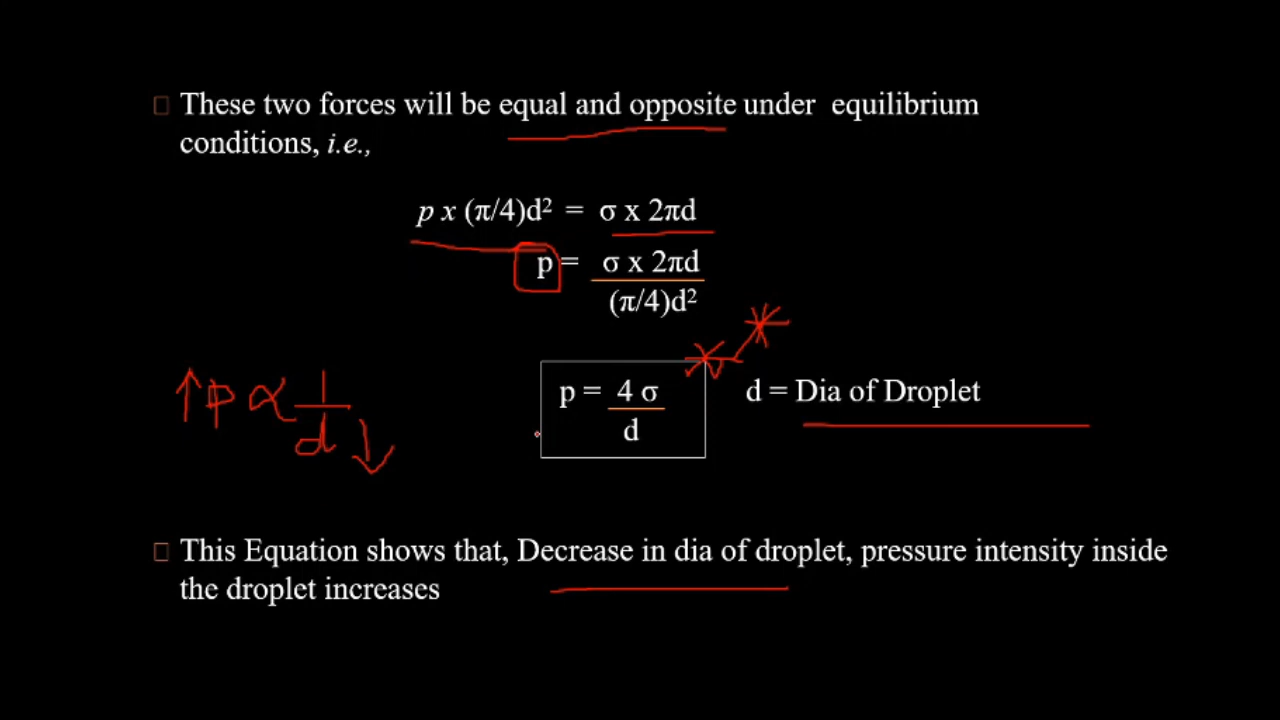 These two forces will be equal and opposite under equilibrium
conditions, i.e.,
p x (π/4)d² = σ x 2πd
p = σ x 2πd
(π/4)d²
↑p ∝ 1/d ↓
p = 4 σ
d
d = Dia of Droplet
This Equation shows that, Decrease in dia of droplet, pressure intensity inside
the droplet increases